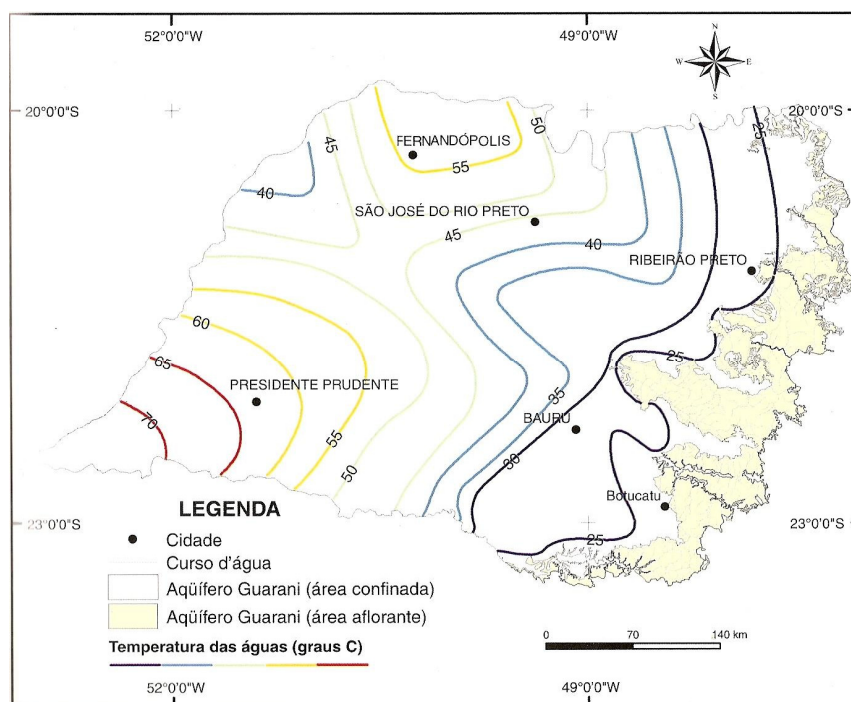 52°0'0"W 49°0'0"W
N
W E
S
20°0'0"S 20°0'0"S
25
50
45
FERNANDÓPOLIS
55
40
SÃO JOSÉ DO RIO PRETO
45
40
RIBEIRÃO PRETO
60
25
65
PRESIDENTE PRUDENTE
35
70
BAURU
55
30
50
Botucatu
LEGENDA
23°0'0"S 23°0'0"S
25
Cidade
Curso d'água
Aqüífero Guarani (área confinada)
Aqüífero Guarani (área aflorante)
Temperatura das águas (graus C)
0 70 140 km
52°0'0"W 49°0'0"W